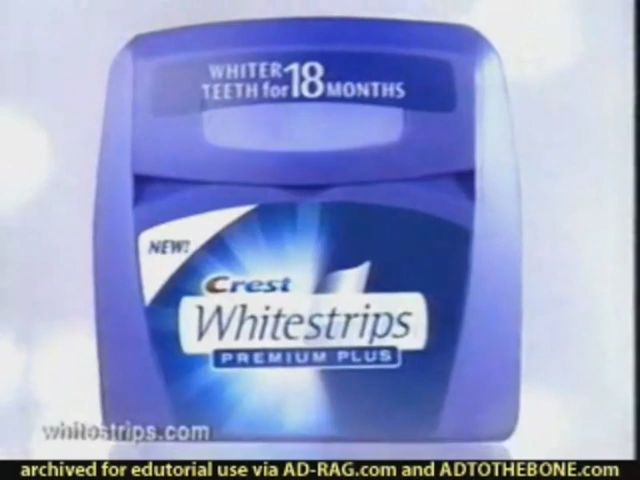 WHITER
TEETH for 18 MONTHS
NEW!
Crest
Whitestrips
PREMIUM PLUS
whitestrips.com
archived for edutorial use via AD-RAG.com and ADTOTHEBONE.com